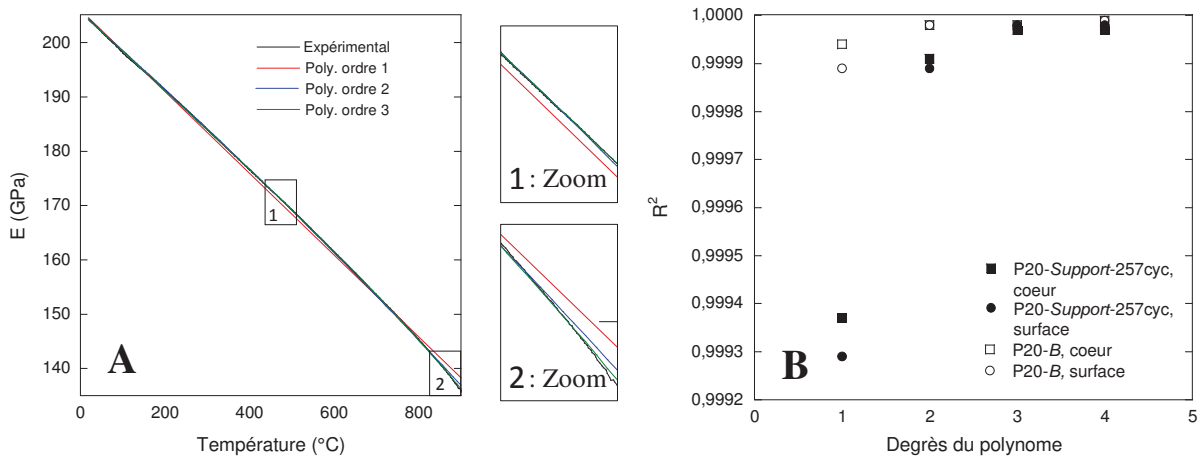 E (GPa)
200
190
180
170
160
150
140
0
200
400
600
800
Température (°C)
Expérimental
Poly. ordre 1
Poly. ordre 2
Poly. ordre 3
1
2
A
1: Zoom
2: Zoom
R²
1,0000
0,9999
0,9998
0,9997
0,9996
0,9995
0,9994
0,9993
0,9992
0
1
2
3
4
5
Degrès du polynome
P20-Support-257cyc,
coeur
P20-Support-257cyc,
surface
P20-B, coeur
P20-B, surface
B